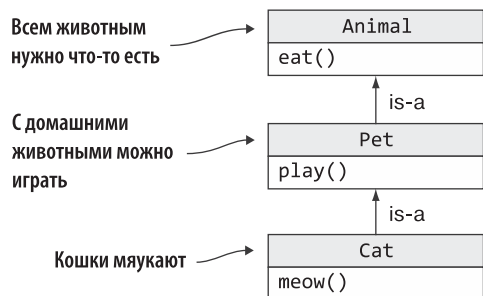 Всем животным
нужно что-то есть
Animal
eat()
is-a
С домашними
животными можно
играть
Pet
play()
is-a
Кошки мяукают
Cat
meow()